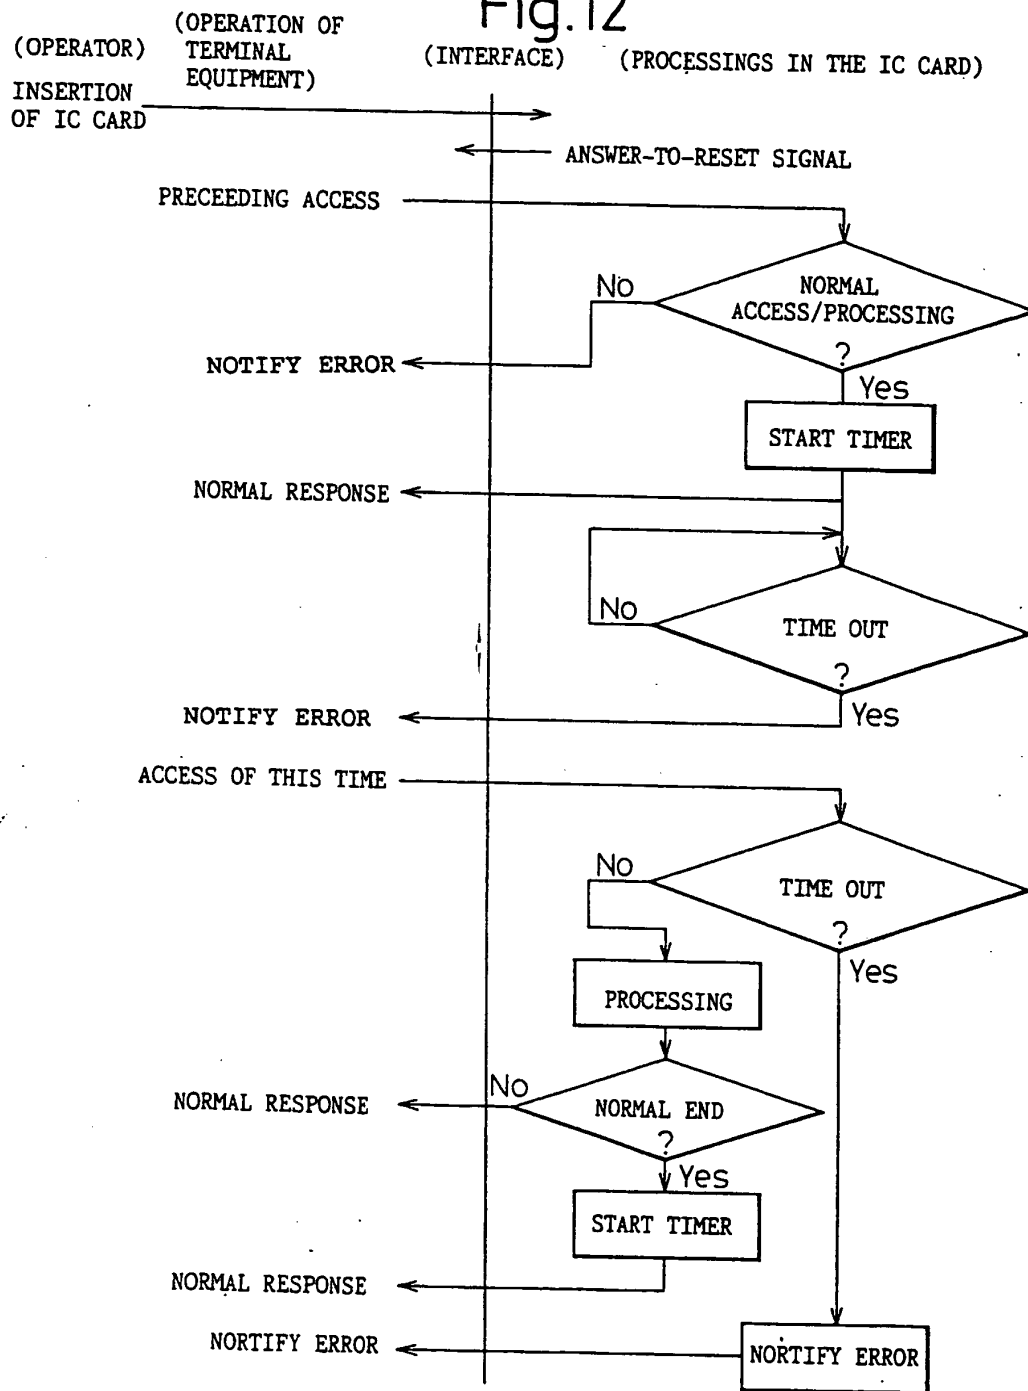 Fig.12
(OPERATOR)
(OPERATION OF
TERMINAL
EQUIPMENT)
(INTERFACE)
(PROCESSINGS IN THE IC CARD)
INSERTION
OF IC CARD
ANSWER-TO-RESET SIGNAL
PRECEEDING ACCESS
NORMAL
ACCESS/PROCESSING
?
No
NOTIFY ERROR
Yes
START TIMER
NORMAL RESPONSE
No
TIME OUT
?
Yes
NOTIFY ERROR
ACCESS OF THIS TIME
No
TIME OUT
?
Yes
PROCESSING
No
NORMAL RESPONSE
NORMAL END
?
Yes
START TIMER
NORMAL RESPONSE
NORTIFY ERROR
NORTIFY ERROR